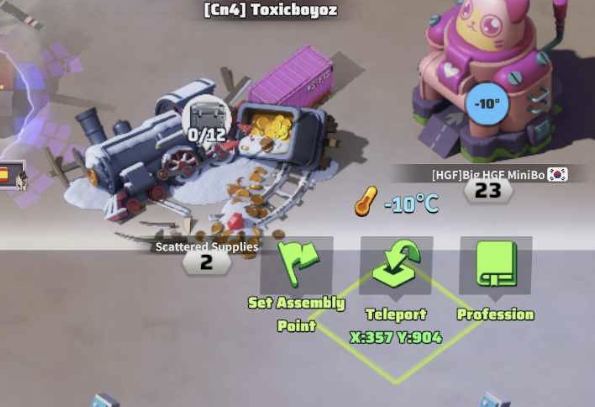 [Cn4] Toxicboyoz
-10°
0/12
[HGF]Big HGF MiniBo
23
-10°C
Scattered Supplies
2
Set Assembly
Point
Teleport
X:357 Y:904
Profession